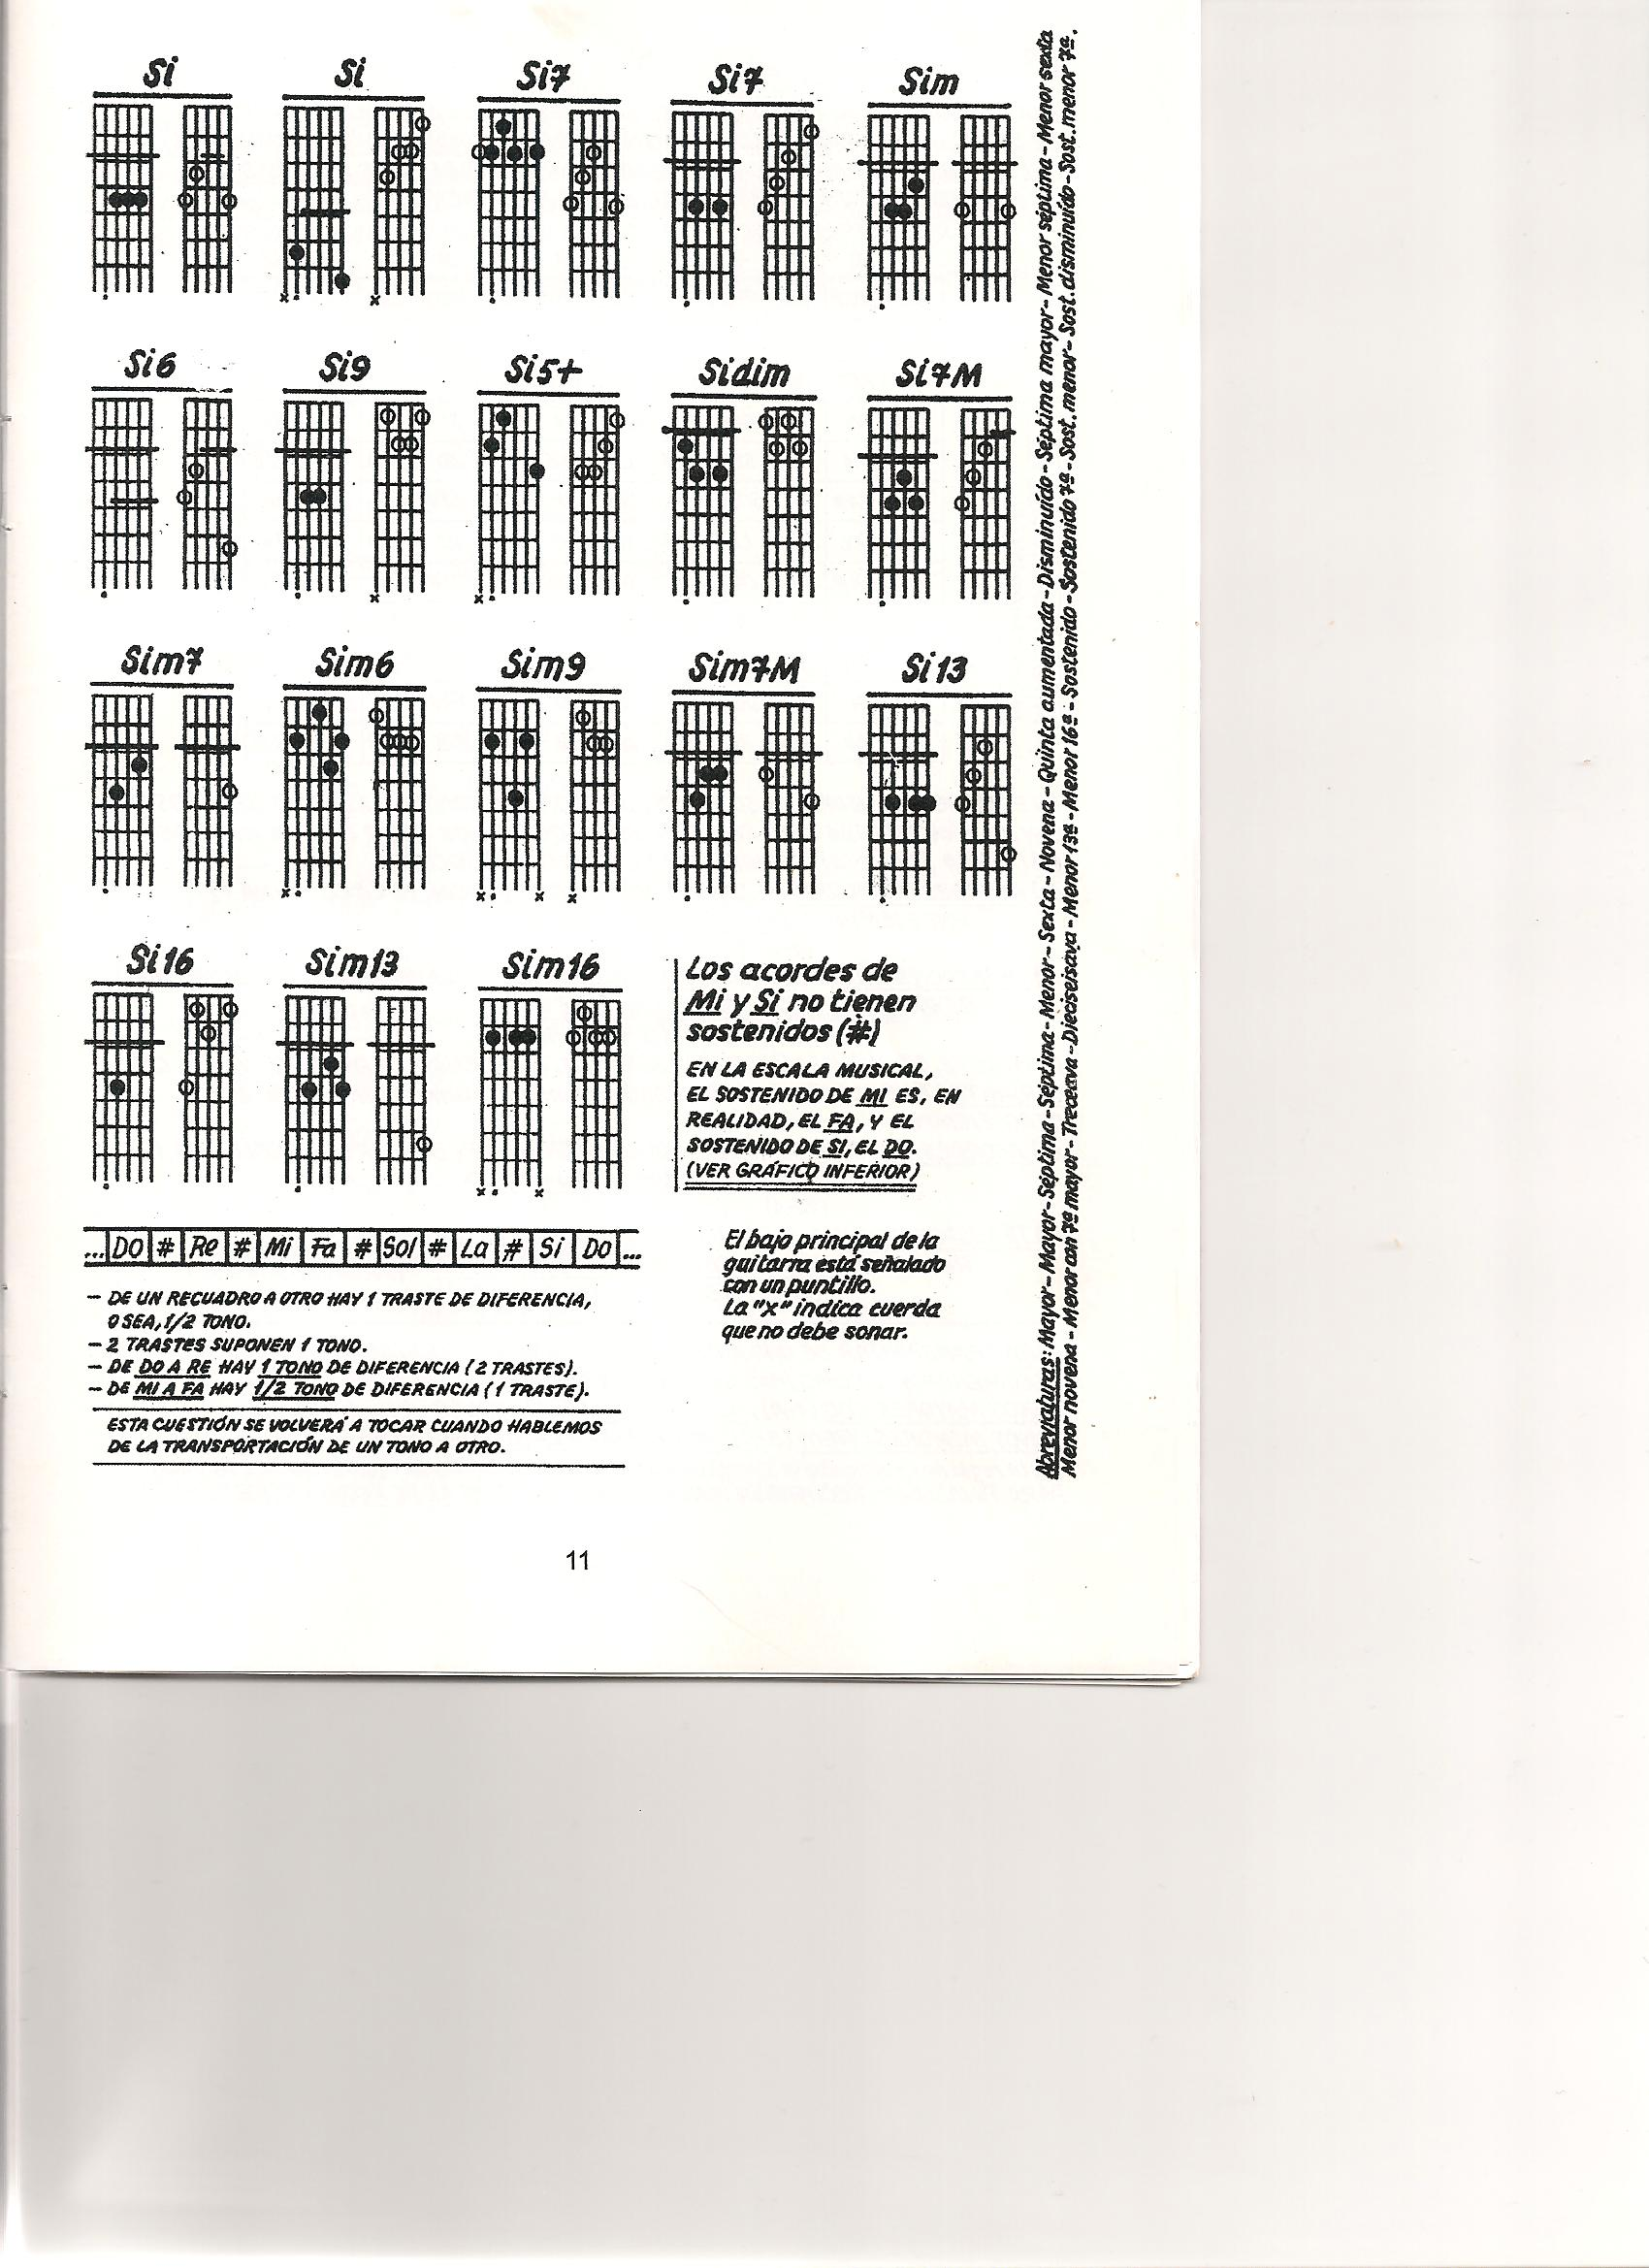 Si Si Si7 Si7 Sim
Si6 Si9 Si5+ Sidim Si7M
Sim7 Sim6 Sim9 Sim7M Si13
Si16 Sim13 Sim16
Los acordes de
Mi y Si no tienen
sostenidos (#)
EN LA ESCALA MUSICAL,
EL SOSTENIDO DE MI ES, EN
REALIDAD, EL FA, Y EL
SOSTENIDO DE SI, EL DO.
(VER GRÁFICO INFERIOR)
...DO # Re # Mi Fa # Sol # La # Si DO ...
- DE UN RECUADRO A OTRO HAY 1 TRASTE DE DIFERENCIA,
O SEA, 1/2 TONO.
- 2 TRASTES SUPONEN 1 TONO.
- DE DO A RE HAY 1 TONO DE DIFERENCIA (2 TRASTES).
- DE MI A FA HAY 1/2 TONO DE DIFERENCIA (1 TRASTE).
ESTA CUESTIÓN SE VOLVERÁ A TOCAR CUANDO HABLEMOS
DE LA TRANSPORTACIÓN DE UN TONO A OTRO.
El bajo principal de la
guitarra está señalado
con un puntillo.
La "x" indica cuerda
que no debe sonar.
Abreviaturas: Mayor - Mayor - Séptima - Séptima - Menor - Sexta - Novena - Quinta aumentada - Disminuído - Séptima mayor - Menor séptima - Menor sexta
Menor novena - Menor con 7ª mayor - Treceava - Dieciseisava - Menor 13ª - Menor 16ª - Sostenido - Sostenido 7ª - Sost. menor - Sost. disminuído - Sost. menor 7ª.
11